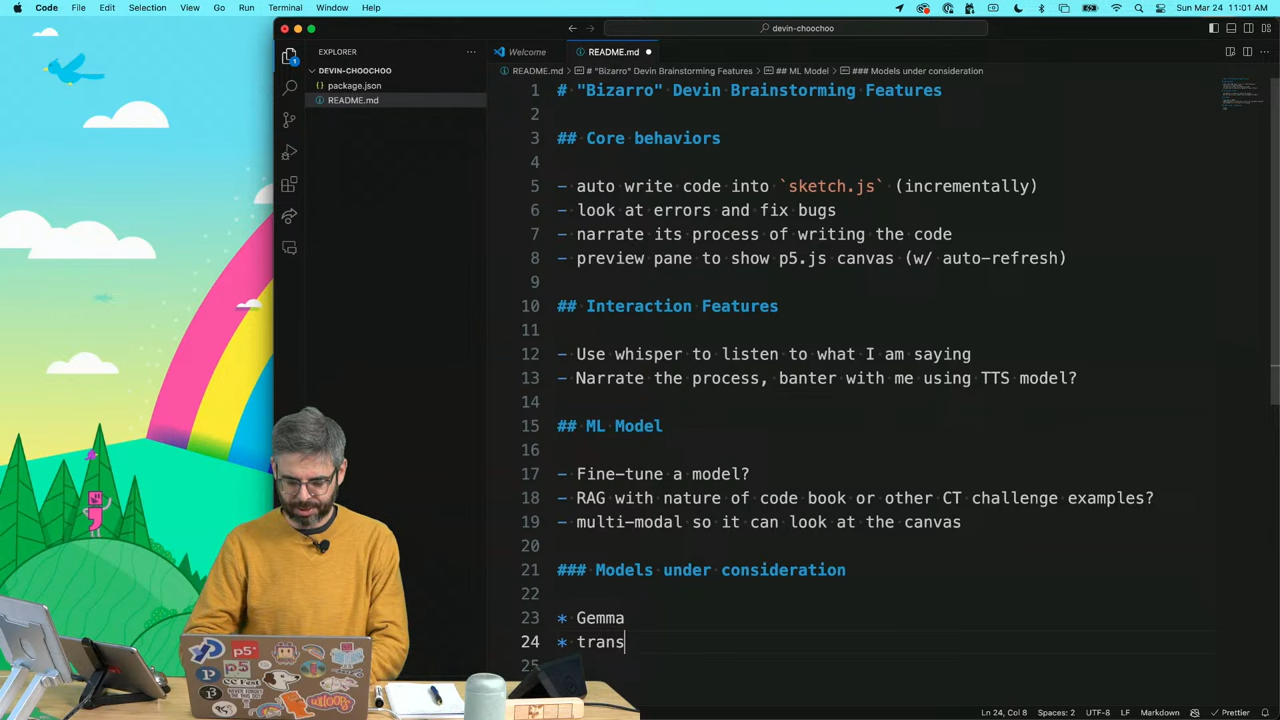 Code File Edit Selection View Go Run Terminal Window Help
Sun Mar 24 11:01 AM
devin-choochoo
EXPLORER
Welcome
README.md
DEVIN-CHOOCHOO
README.md > # "Bizarro" Devin Brainstorming Features > ## ML Model > ### Models under consideration
{} package.json
README.md
1
1 # "Bizarro" Devin Brainstorming Features
2
3 ## Core behaviors
4
5 - auto write code into `sketch.js` (incrementally)
6 - look at errors and fix bugs
7 - narrate its process of writing the code
8 - preview pane to show p5.js canvas (w/ auto-refresh)
9
10 ## Interaction Features
11
12 - Use whisper to listen to what I am saying
13 - Narrate the process, banter with me using TTS model?
14
15 ## ML Model
16
17 - Fine-tune a model?
18 - RAG with nature of code book or other CT challenge examples?
19 - multi-modal so it can look at the canvas
20
21 ### Models under consideration
22
23 * Gemma
24 * trans
25
p5*
CC Fest
WHOOPS
Ln 24, Col 8 Spaces: 2 UTF-8 LF Markdown Prettier